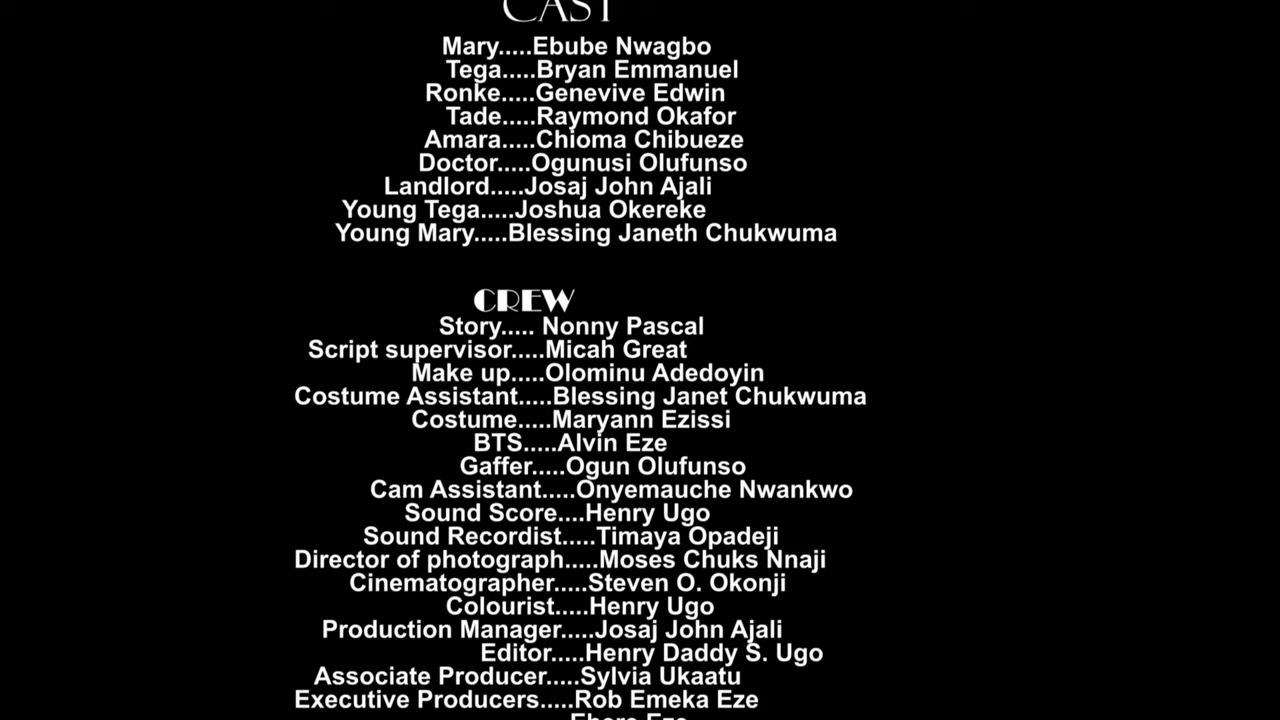 CAST
Mary.....Ebube Nwagbo
Tega.....Bryan Emmanuel
Ronke.....Genevive Edwin
Tade.....Raymond Okafor
Amara.....Chioma Chibueze
Doctor.....Ogunusi Olufunso
Landlord.....Josaj John Ajali
Young Tega.....Joshua Okereke
Young Mary.....Blessing Janeth Chukwuma
CREW
Story..... Nonny Pascal
Script supervisor.....Micah Great
Make up.....Olominu Adedoyin
Costume Assistant.....Blessing Janet Chukwuma
Costume.....Maryann Ezissi
BTS.....Alvin Eze
Gaffer.....Ogun Olufunso
Cam Assistant.....Onyemauche Nwankwo
Sound Score....Henry Ugo
Sound Recordist.....Timaya Opadeji
Director of photograph.....Moses Chuks Nnaji
Cinematographer.....Steven O. Okonji
Colourist.....Henry Ugo
Production Manager.....Josaj John Ajali
Editor.....Henry Daddy S. Ugo
Associate Producer.....Sylvia Ukaatu
Executive Producers.....Rob Emeka Eze